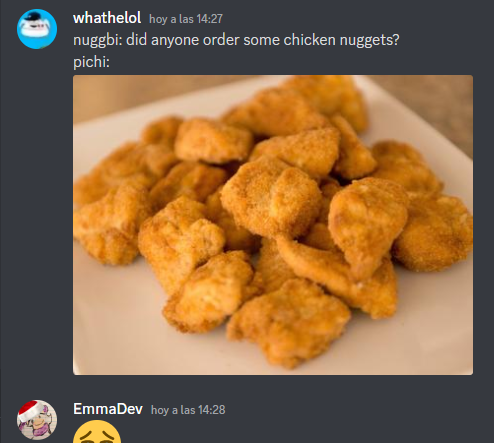 whathelol hoy a las 14:27
nuggbi: did anyone order some chicken nuggets?
pichi:
EmmaDev hoy a las 14:28